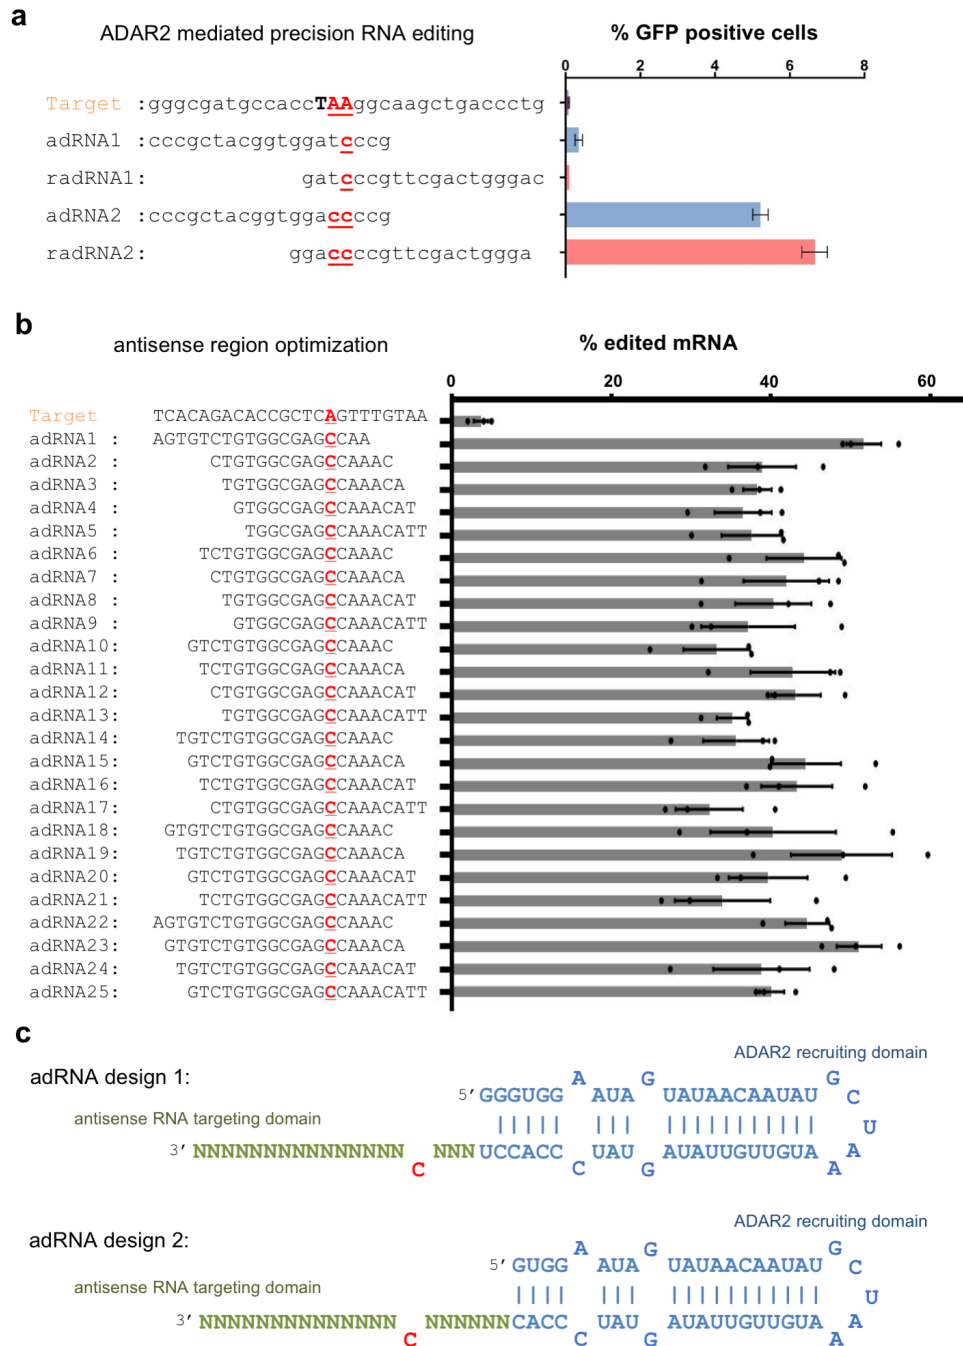 a
ADAR2 mediated precision RNA editing
% GFP positive cells
0 2 4 6 8
Target :gggcgatgccaccTAAggcaagctgaccctg
adRNA1 :cccgctacggtggatcccg
radRNA1: gatcccgttcgactgggac
adRNA2 :cccgctacggtggaccccg
radRNA2: ggaccccgttcgactggga
b
antisense region optimization
% edited mRNA
0 20 40 60
Target TCACAGACACCGCTCAGTTTGTAA
adRNA1 : AGTGTCTGTGGCGAGCCAA
adRNA2 : CTGTGGCGAGCCAAAC
adRNA3 : TGTGGCGAGCCAAACA
adRNA4 : GTGGCGAGCCAAACAT
adRNA5 : TGGCGAGCCAAACATT
adRNA6 : TCTGTGGCGAGCCAAAC
adRNA7 : CTGTGGCGAGCCAAACA
adRNA8 : TGTGGCGAGCCAAACAT
adRNA9 : GTGGCGAGCCAAACATT
adRNA10: GTCTGTGGCGAGCCAAAC
adRNA11: TCTGTGGCGAGCCAAACA
adRNA12: CTGTGGCGAGCCAAACAT
adRNA13: TGTGGCGAGCCAAACATT
adRNA14: TGTCTGTGGCGAGCCAAAC
adRNA15: GTCTGTGGCGAGCCAAACA
adRNA16: TCTGTGGCGAGCCAAACAT
adRNA17: CTGTGGCGAGCCAAACATT
adRNA18: GTGTCTGTGGCGAGCCAAAC
adRNA19: TGTCTGTGGCGAGCCAAACA
adRNA20: GTCTGTGGCGAGCCAAACAT
adRNA21: TCTGTGGCGAGCCAAACATT
adRNA22: AGTGTCTGTGGCGAGCCAAAC
adRNA23: GTGTCTGTGGCGAGCCAAACA
adRNA24: TGTCTGTGGCGAGCCAAACAT
adRNA25: GTCTGTGGCGAGCCAAACATT
c
adRNA design 1:
ADAR2 recruiting domain
5' GGGUGG A AUA G UAUAACAAUAU G C U A A
antisense RNA targeting domain
3' NNNNNNNNNNNNNNN C NNN UCCACC C UAU G AUAUUGUUGUA
adRNA design 2:
ADAR2 recruiting domain
5' GUGG A AUA G UAUAACAAUAU G C U A A
antisense RNA targeting domain
3' NNNNNNNNNNNNNN C NNNNNN CACC C UAU G AUAUUGUUGUA